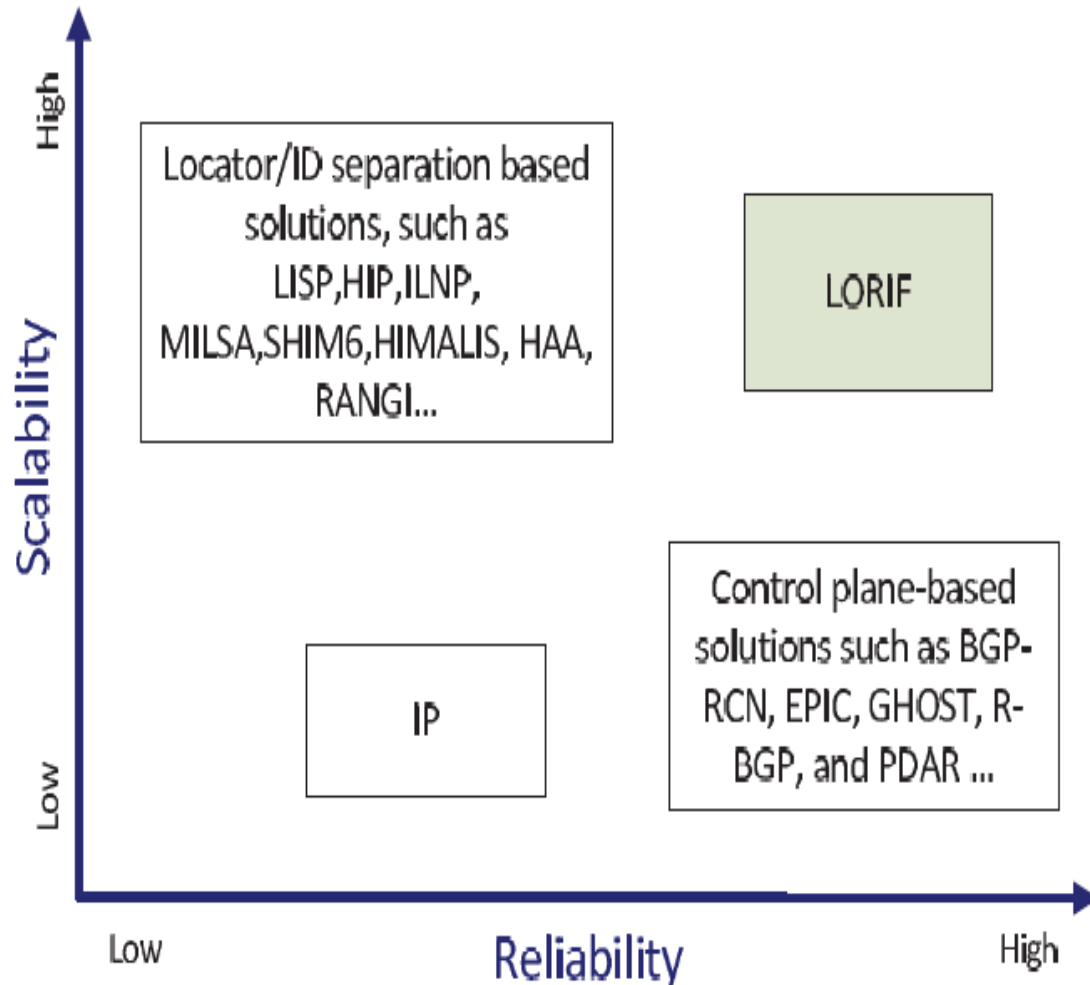 High
Scalability
Low
Locator/ID separation based
solutions, such as
LISP,HIP,ILNP,
MILSA,SHIM6,HIMALIS, HAA,
RANGI...
LORIF
IP
Control plane-based
solutions such as BGP-
RCN, EPIC, GHOST, R-
BGP, and PDAR ...
Low
Reliability
High